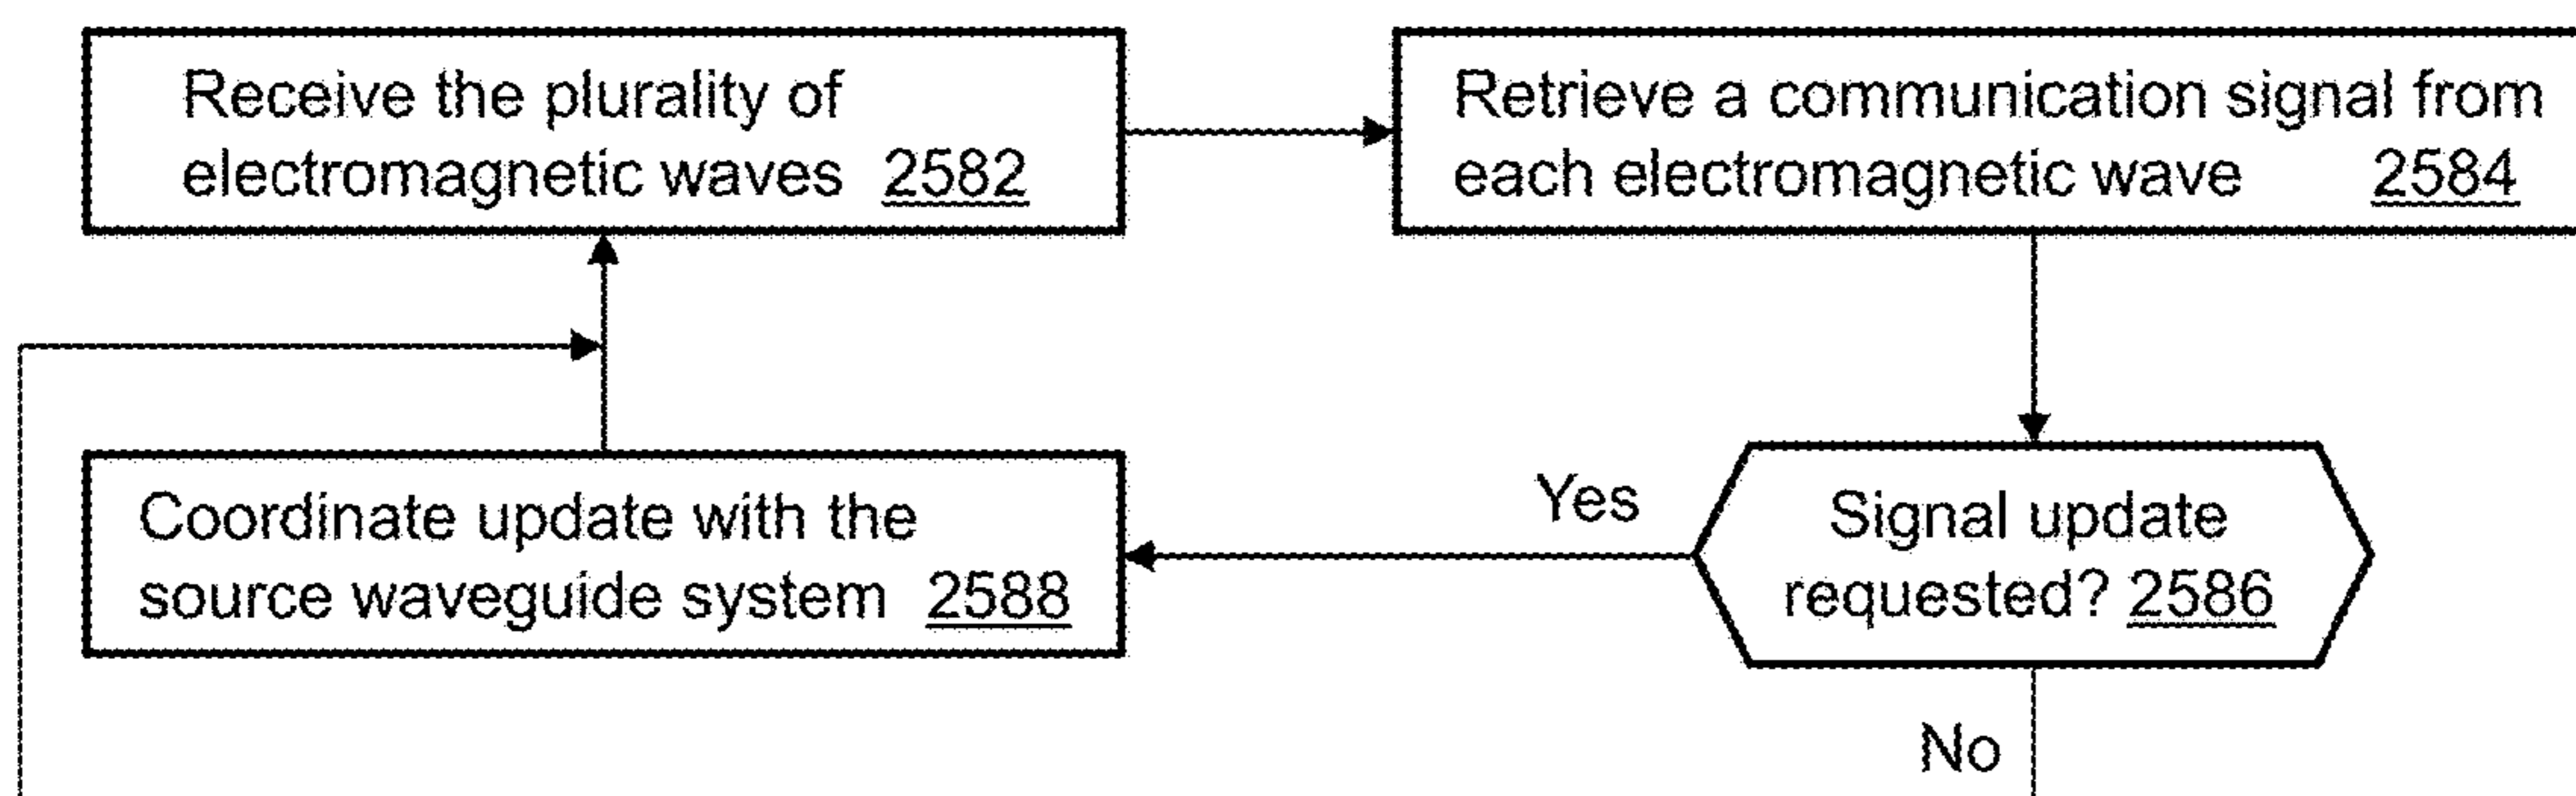 Receive the plurality of
electromagnetic waves 2582
Retrieve a communication signal from
each electromagnetic wave 2584
Coordinate update with the
source waveguide system 2588
Yes
Signal update
requested? 2586
No